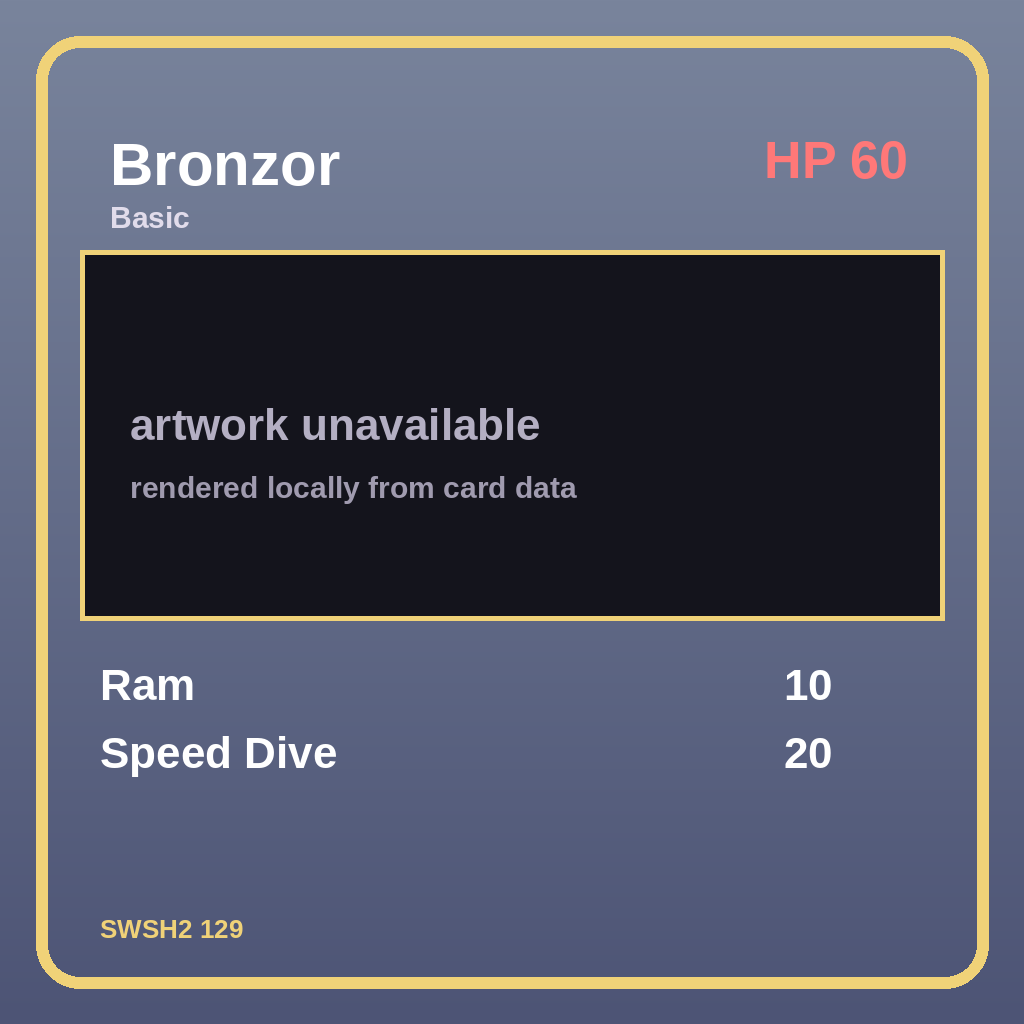 Bronzor
HP 60
Basic
artwork unavailable
rendered locally from card data
Ram 10
Speed Dive 20
SWSH2 129